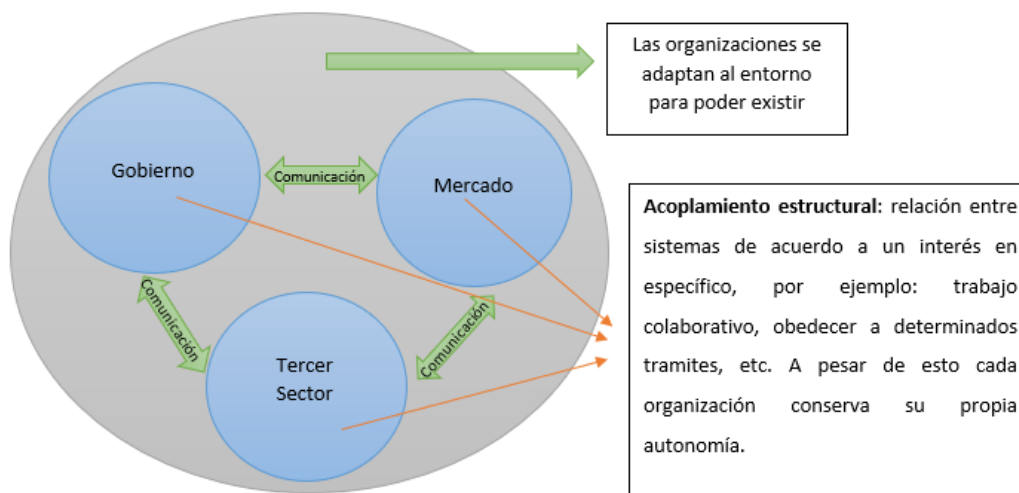 Las organizaciones se
adaptan al entorno
para poder existir
Gobierno
Comunicación
Mercado
Comunicación
Comunicación
Tercer
Sector
Acoplamiento estructural: relación entre
sistemas de acuerdo a un interés en
específico, por ejemplo: trabajo
colaborativo, obedecer a determinados
tramites, etc. A pesar de esto cada
organización conserva su propia
autonomía.